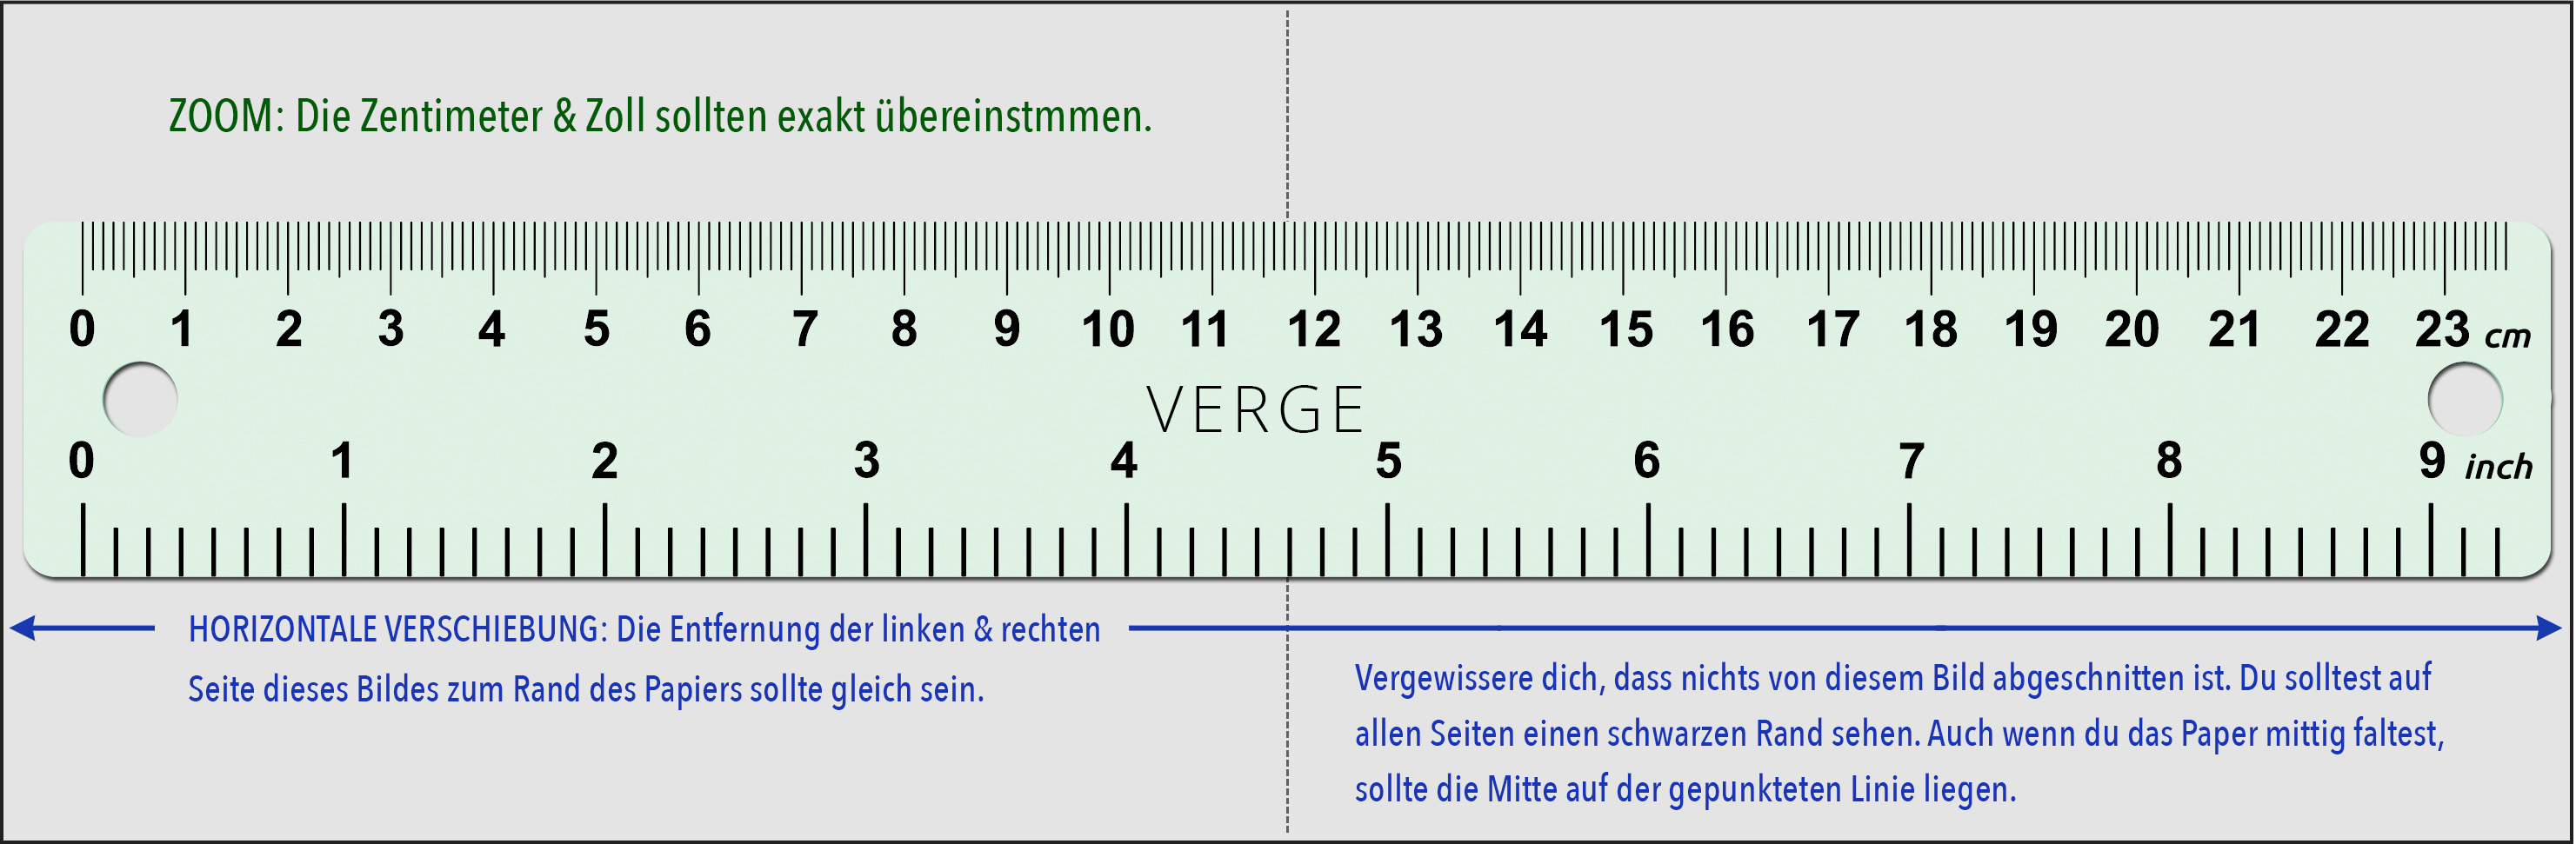 ZOOM: Die Zentimeter & Zoll sollten exakt übereinstmmen.
0 1 2 3 4 5 6 7 8 9 10 11 12 13 14 15 16 17 18 19 20 21 22 23 cm
VERGE
0 1 2 3 4 5 6 7 8 9 inch
HORIZONTALE VERSCHIEBUNG: Die Entfernung der linken & rechten
Seite dieses Bildes zum Rand des Papiers sollte gleich sein.
Vergewissere dich, dass nichts von diesem Bild abgeschnitten ist. Du solltest auf
allen Seiten einen schwarzen Rand sehen. Auch wenn du das Paper mittig faltest,
sollte die Mitte auf der gepunkteten Linie liegen.